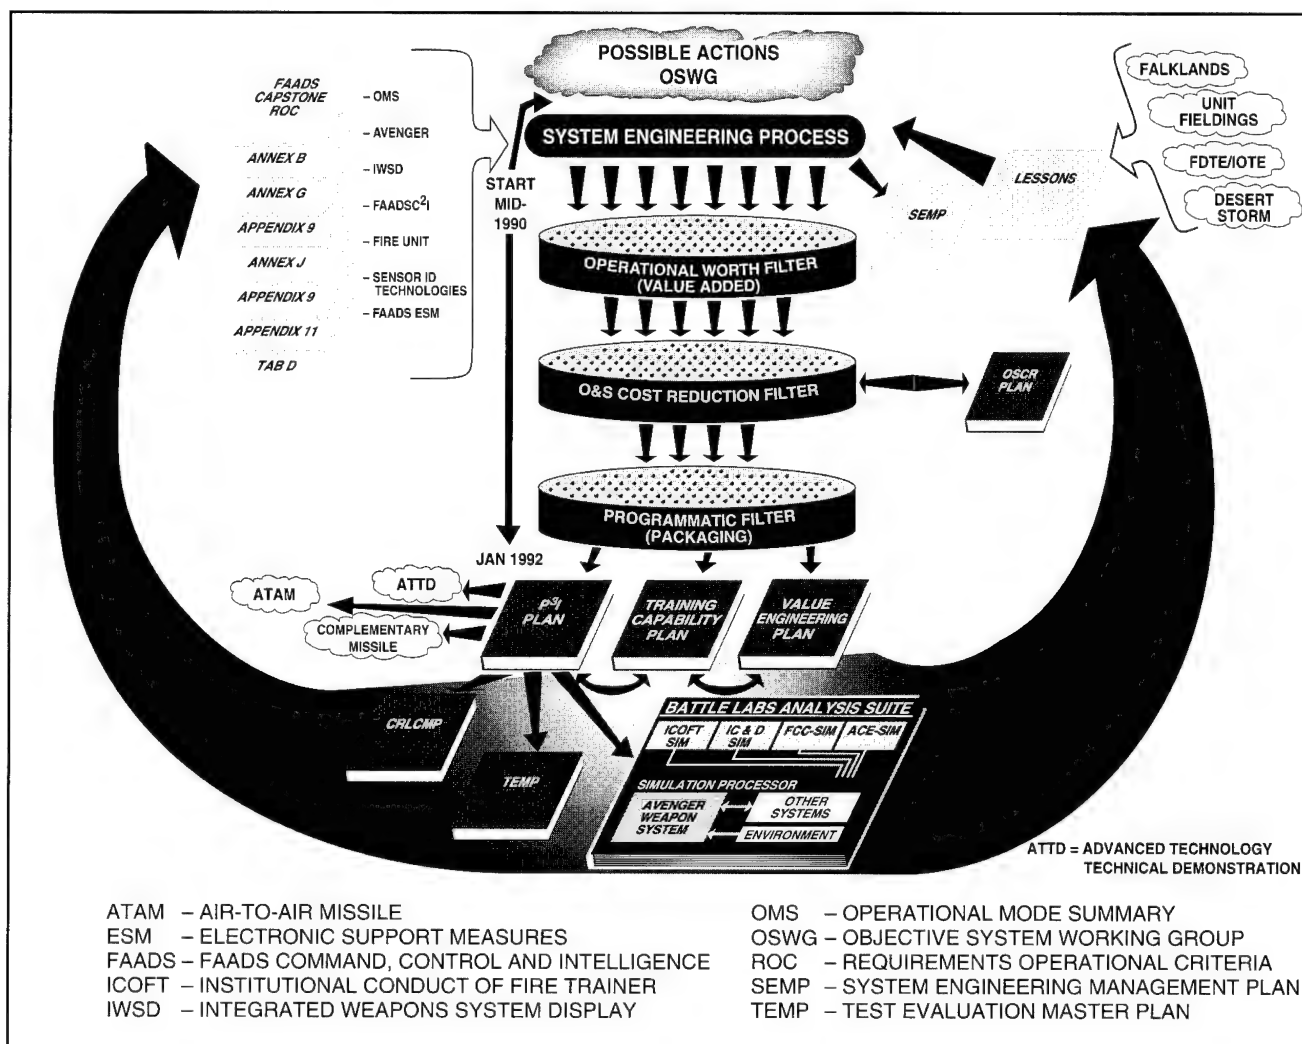 POSSIBLE ACTIONS
OSWG
SYSTEM ENGINEERING PROCESS
FAADS
CAPSTONE
ROC
ANNEX B
ANNEX G
APPENDIX 9
ANNEX J
APPENDIX 9
APPENDIX 11
TAB D
– OMS
– AVENGER
– IWSD
– FAADSC²I
– FIRE UNIT
– SENSOR ID
TECHNOLOGIES
– FAADS ESM
START
MID-
1990
JAN 1992
SEMP
LESSONS
FALKLANDS
UNIT
FIELDINGS
FDTE/IOTE
DESERT
STORM
OPERATIONAL WORTH FILTER
(VALUE ADDED)
O&S COST REDUCTION FILTER
OSCR
PLAN
PROGRAMMATIC FILTER
(PACKAGING)
ATAM
ATTD
COMPLEMENTARY
MISSILE
P³I
PLAN
TRAINING
CAPABILITY
PLAN
VALUE
ENGINEERING
PLAN
CRLCMP
TEMP
BATTLE LABS ANALYSIS SUITE
ICOFT
SIM
IC & D
SIM
FCC-SIM
ACE-SIM
SIMULATION PROCESSOR
AVENGER
WEAPON
SYSTEM
OTHER
SYSTEMS
ENVIRONMENT
ATTD = ADVANCED TECHNOLOGY
TECHNICAL DEMONSTRATION
ATAM – AIR-TO-AIR MISSILE
ESM – ELECTRONIC SUPPORT MEASURES
FAADS – FAADS COMMAND, CONTROL AND INTELLIGENCE
ICOFT – INSTITUTIONAL CONDUCT OF FIRE TRAINER
IWSD – INTEGRATED WEAPONS SYSTEM DISPLAY
OMS – OPERATIONAL MODE SUMMARY
OSWG – OBJECTIVE SYSTEM WORKING GROUP
ROC – REQUIREMENTS OPERATIONAL CRITERIA
SEMP – SYSTEM ENGINEERING MANAGEMENT PLAN
TEMP – TEST EVALUATION MASTER PLAN